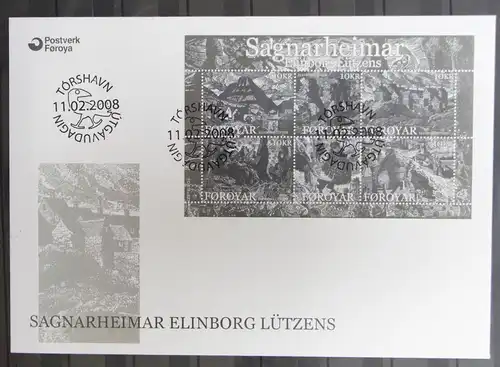 Postverk
Føroya
Sagnarheimar
Elinborg Lützens
TÓRSHAVN
11.02.2008
ÚTGÁVUDAGIN
TÓRSHAVN
11.02.2008
ÚTGÁVUDAGIN
TÓRSHAVN
11.02.2008
ÚTGÁVUDAGIN
10KR
10KR
FØROYAR
FØROYAR
FØROYAR
10KR
FØROYAR
FØROYAR
FØROYAR
SAGNARHEIMAR ELINBORG LÜTZENS